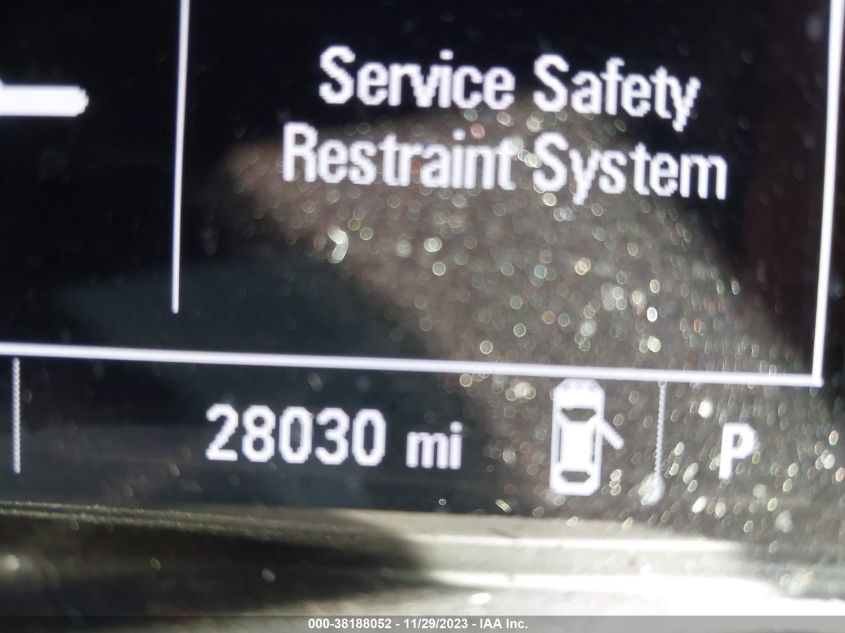 Service Safety
Restraint System
28030 mi
P
000-38188052 - 11/29/2023 - IAA Inc.